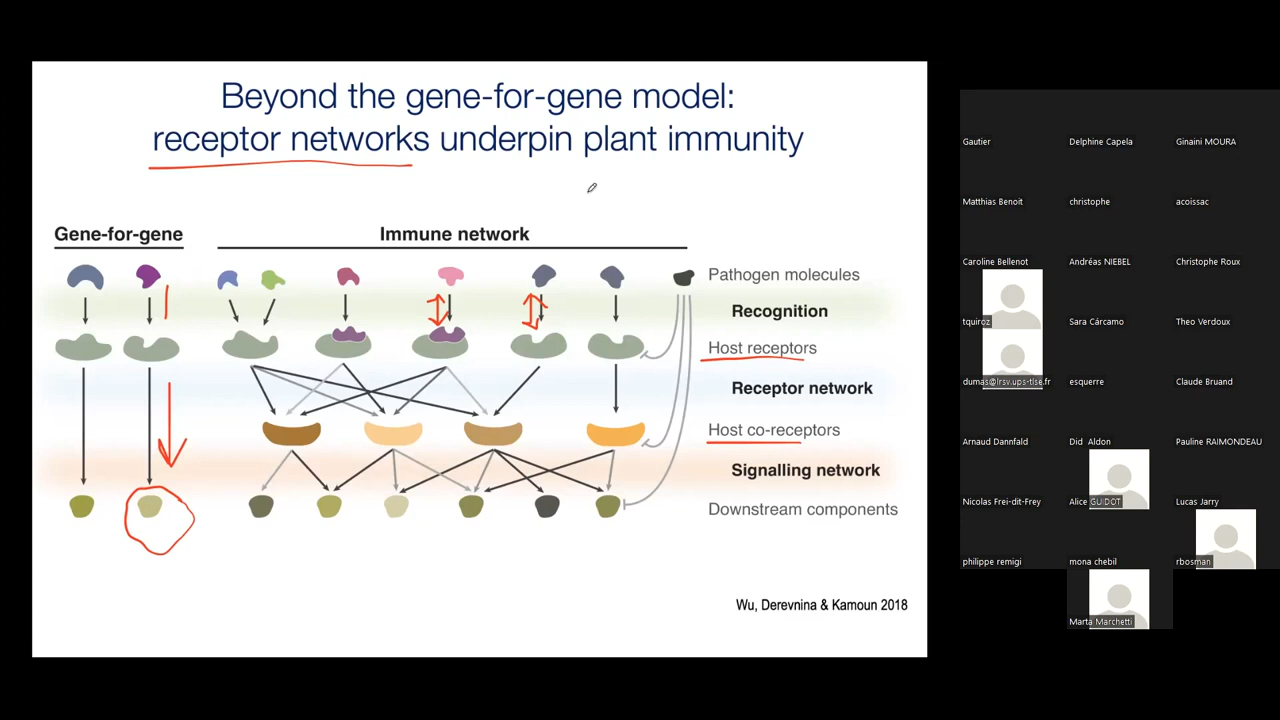 Beyond the gene-for-gene model:
receptor networks underpin plant immunity
Gene-for-gene
Immune network
Pathogen molecules
Recognition
Host receptors
Receptor network
Host co-receptors
Signalling network
Downstream components
Wu, Derevnina & Kamoun 2018
Gautier
Delphine Capela
Ginaini MOURA
Matthias Benoit
christophe
acoissac
Caroline Bellenot
Andréas NIEBEL
Christophe Roux
tquiroz
Sara Cárcamo
Theo Verdoux
dumas@lrsv.ups-tlse.fr
esquerre
Claude Bruand
Arnaud Dannfald
Did Aldon
Pauline RAIMONDEAU
Nicolas Frei-dit-Frey
Alice GUIDOT
Lucas Jarry
philippe remigi
mona chebil
rbosman
Marta Marchetti